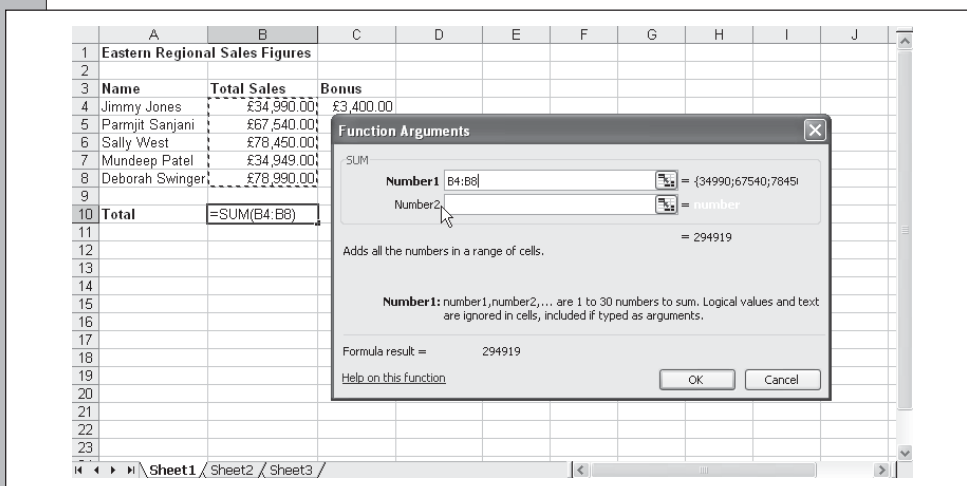 A B C D E F G H I J
1 Eastern Regional Sales Figures
2
3 Name Total Sales Bonus
4 Jimmy Jones £34,990.00 £3,400.00
5 Parmjit Sanjani £67,540.00
6 Sally West £78,450.00
7 Mundeep Patel £34,949.00
8 Deborah Swinger £78,990.00
9
10 Total =SUM(B4:B8)
11
12
13
14
15
16
17
18
19
20
21
22
23
Function Arguments
SUM
Number1 B4:B8 = {34990;67540;7845
Number2 = number
= 294919
Adds all the numbers in a range of cells.
Number1: number1,number2,... are 1 to 30 numbers to sum. Logical values and text
are ignored in cells, included if typed as arguments.
Formula result = 294919
Help on this function OK Cancel
Sheet1 / Sheet2 / Sheet3 /